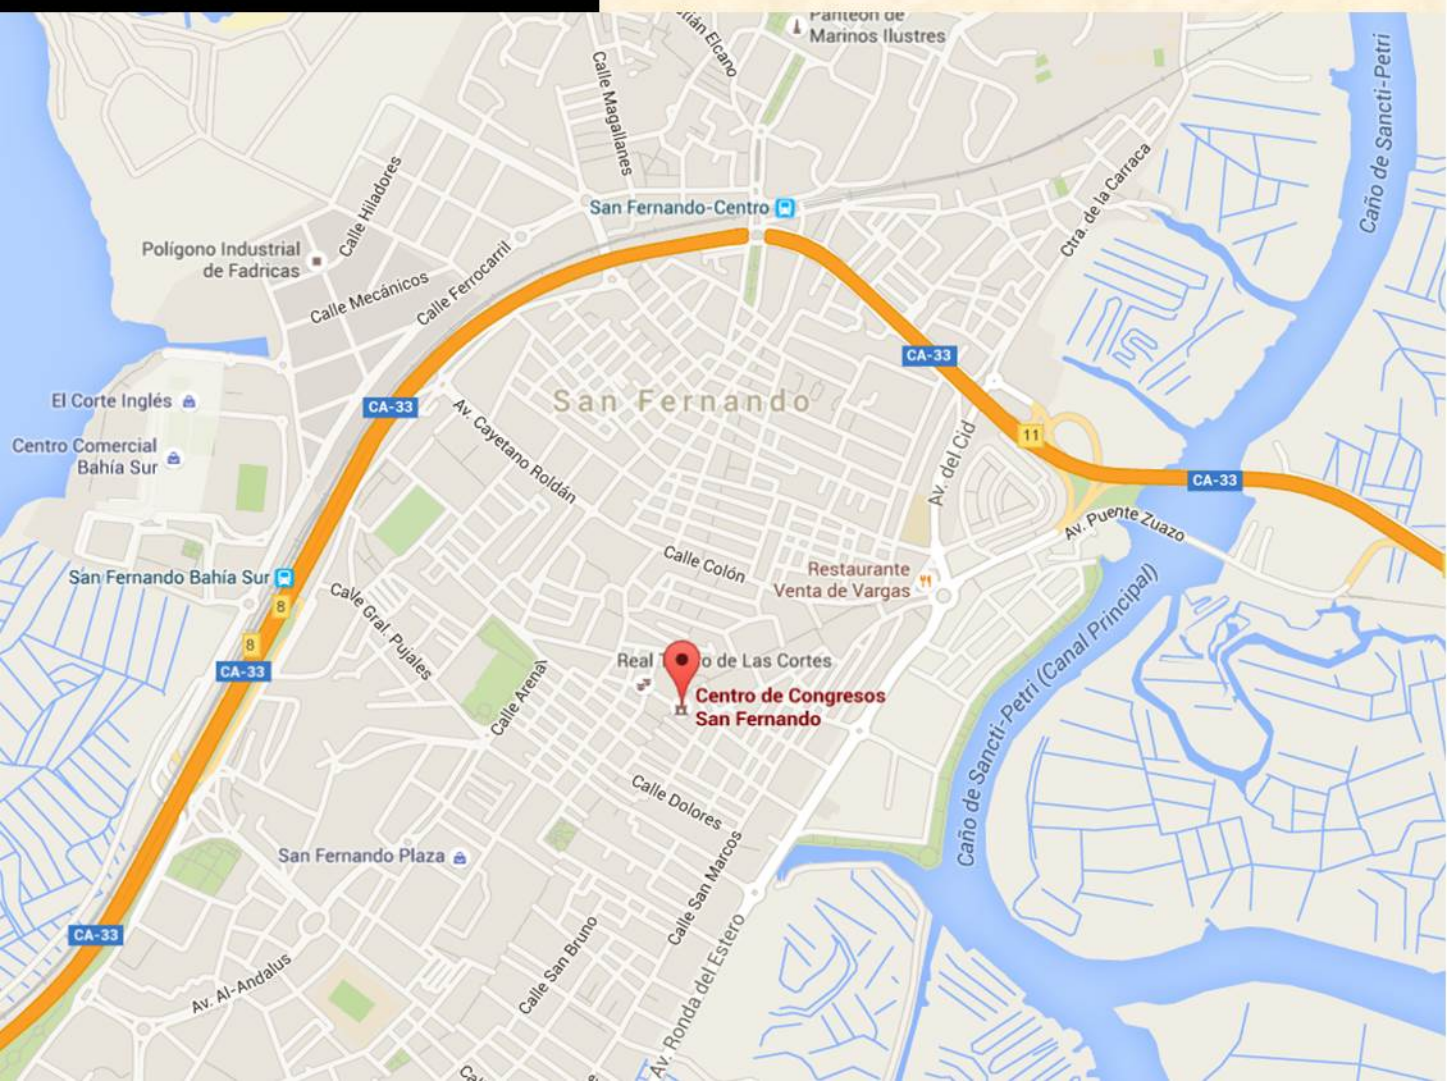 Panteón de
Marinos Ilustres
Elcano
Calle Magallanes
Caño de Sancti-Petri
Ctra. de la Carraca
San Fernando-Centro
Calle Hiladores
Polígono Industrial
de Fadricas
Calle Mecánicos
Calle Ferrocarril
CA-33
El Corte Inglés
CA-33
San Fernando
Av. Cayetano Roldán
Centro Comercial
Bahía Sur
11
Av. del Cid
CA-33
Av. Puente Zuazo
Calle Colón
Restaurante
Venta de Vargas
San Fernando Bahía Sur
8
8
CA-33
Calle Gral. Pujales
Caño de Sancti-Petri (Canal Principal)
Real de Las Cortes
Centro de Congresos
San Fernando
Calle Arenal
Calle Dolores
San Fernando Plaza
Calle San Marcos
CA-33
Av. Al-Andalus
Calle San Bruno
Av. Ronda del Estero